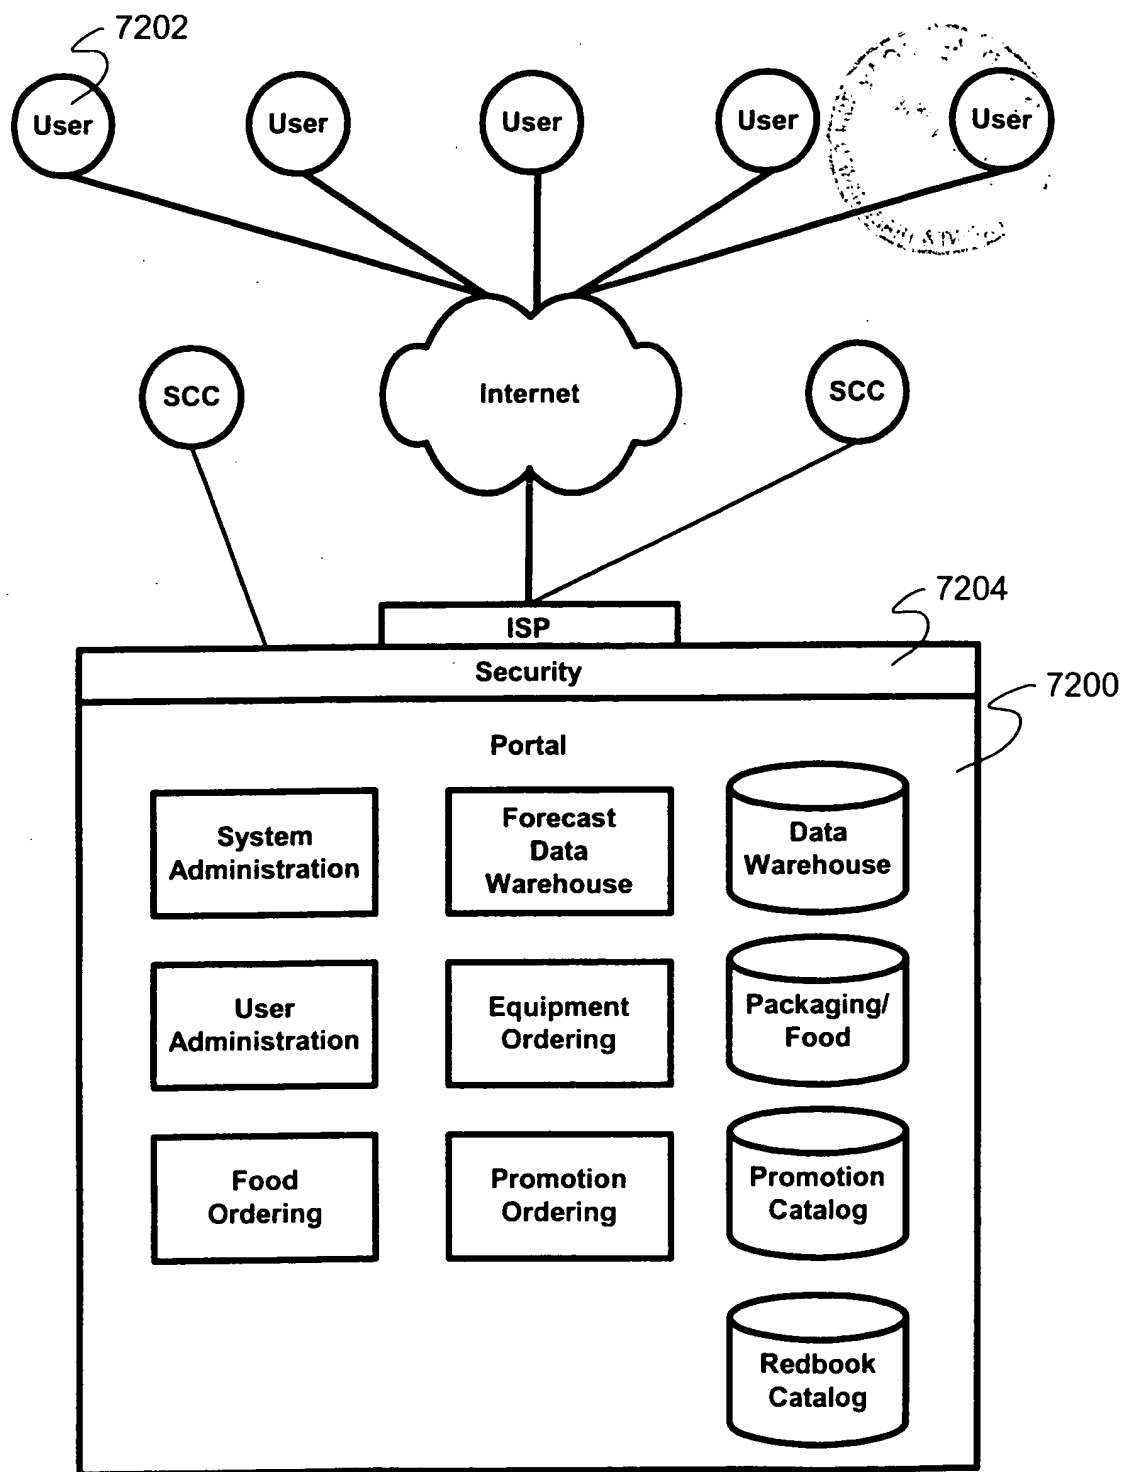 7202
User
User
User
User
User
SCC
Internet
SCC
7204
ISP
Security
7200
Portal
System
Administration
Forecast
Data
Warehouse
Data
Warehouse
User
Administration
Equipment
Ordering
Packaging/
Food
Food
Ordering
Promotion
Ordering
Promotion
Catalog
Redbook
Catalog